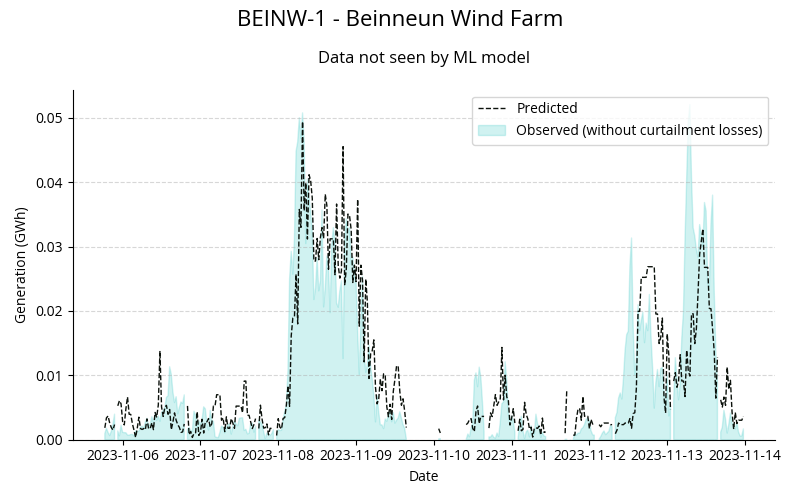 BEINW-1 - Beinneun Wind Farm
Data not seen by ML model
Predicted
Observed (without curtailment losses)
Generation (GWh)
0.05
0.04
0.03
0.02
0.01
0.00
2023-11-06 2023-11-07 2023-11-08 2023-11-09 2023-11-10 2023-11-11 2023-11-12 2023-11-13 2023-11-14
Date